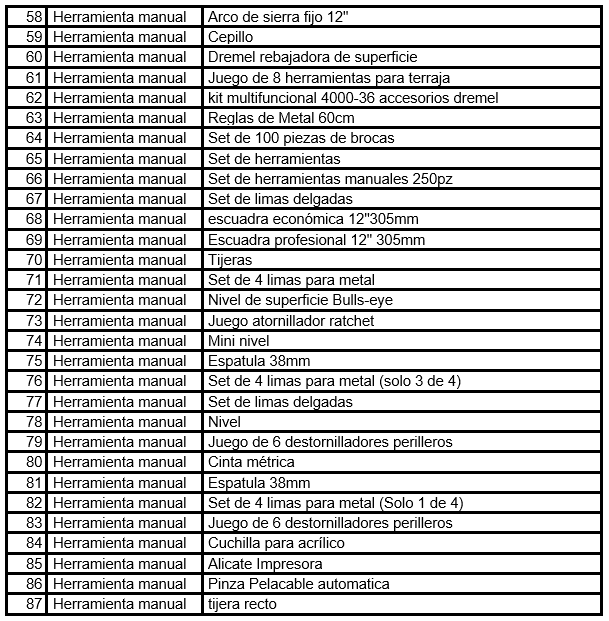 58 Herramienta manual Arco de sierra fijo 12"
59 Herramienta manual Cepillo
60 Herramienta manual Dremel rebajadora de superficie
61 Herramienta manual Juego de 8 herramientas para terraja
62 Herramienta manual kit multifuncional 4000-36 accesorios dremel
63 Herramienta manual Reglas de Metal 60cm
64 Herramienta manual Set de 100 piezas de brocas
65 Herramienta manual Set de herramientas
66 Herramienta manual Set de herramientas manuales 250pz
67 Herramienta manual Set de limas delgadas
68 Herramienta manual escuadra económica 12"305mm
69 Herramienta manual Escuadra profesional 12" 305mm
70 Herramienta manual Tijeras
71 Herramienta manual Set de 4 limas para metal
72 Herramienta manual Nivel de superficie Bulls-eye
73 Herramienta manual Juego atornillador ratchet
74 Herramienta manual Mini nivel
75 Herramienta manual Espatula 38mm
76 Herramienta manual Set de 4 limas para metal (solo 3 de 4)
77 Herramienta manual Set de limas delgadas
78 Herramienta manual Nivel
79 Herramienta manual Juego de 6 destornilladores perilleros
80 Herramienta manual Cinta métrica
81 Herramienta manual Espatula 38mm
82 Herramienta manual Set de 4 limas para metal (Solo 1 de 4)
83 Herramienta manual Juego de 6 destornilladores perilleros
84 Herramienta manual Cuchilla para acrílico
85 Herramienta manual Alicate Impresora
86 Herramienta manual Pinza Pelacable automatica
87 Herramienta manual tijera recto